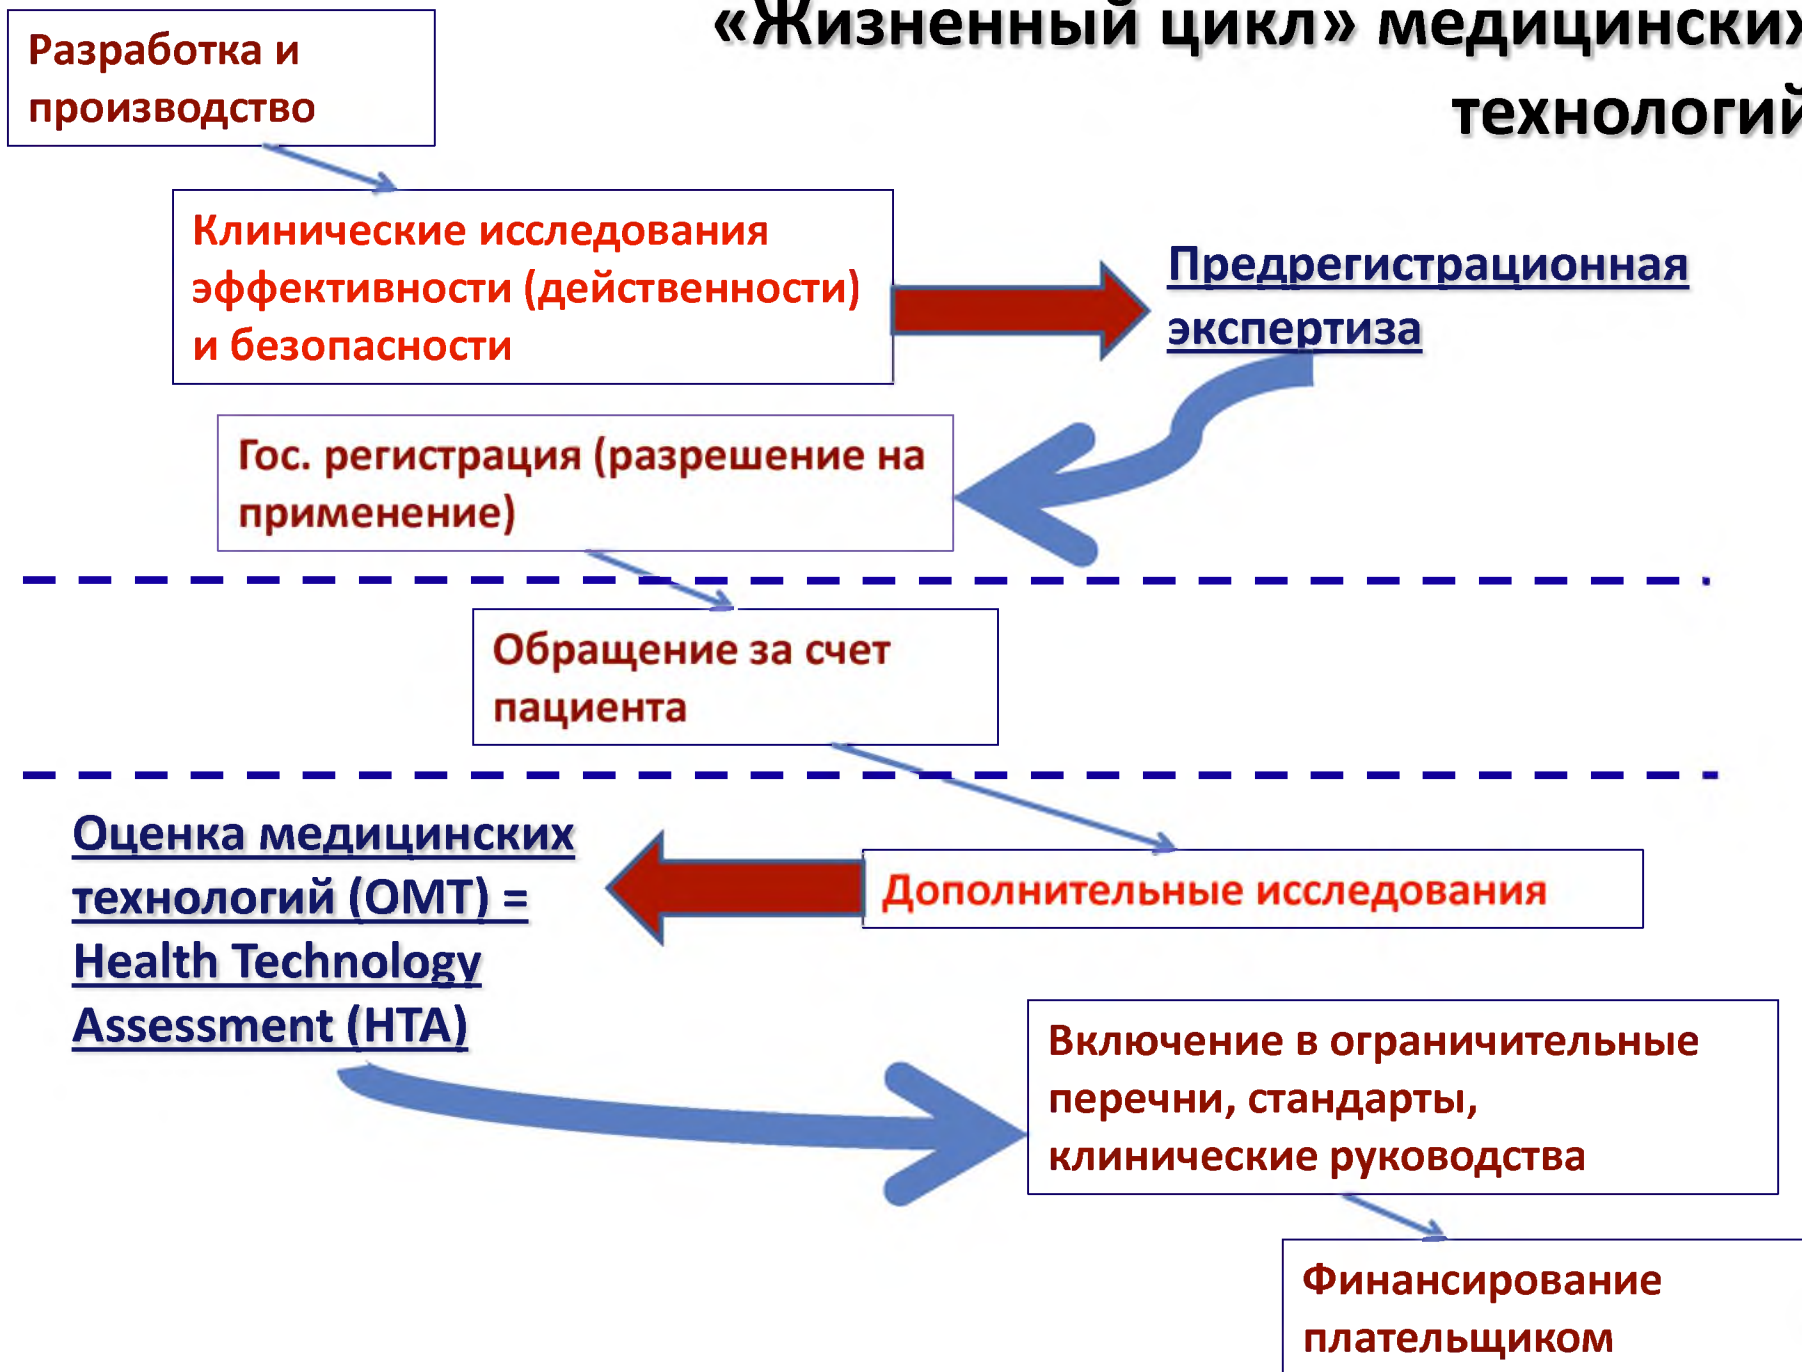 «Жизненный цикл» медицинских
технологий
Разработка и
производство
Клинические исследования
эффективности (действенности)
и безопасности
Предрегистрационная
экспертиза
Гос. регистрация (разрешение на
применение)
Обращение за счет
пациента
Дополнительные исследования
Оценка медицинских
технологий (ОМТ) =
Health Technology
Assessment (HTA)
Включение в ограничительные
перечни, стандарты,
клинические руководства
Финансирование
плательщиком